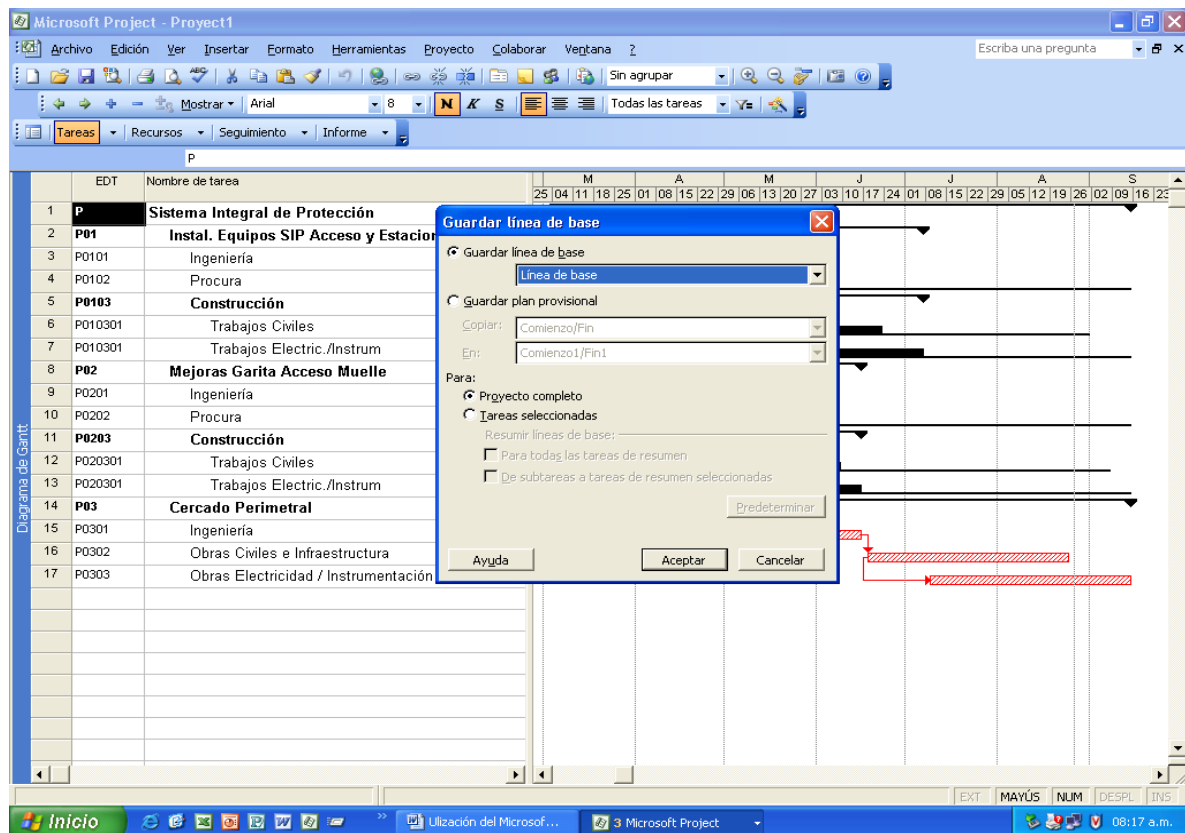 Microsoft Project - Proyect1
Archivo Edición Ver Insertar Formato Herramientas Proyecto Colaborar Ventana ? Escriba una pregunta
Sin agrupar
Mostrar Arial 8 N K S Todas las tareas
Tareas Recursos Seguimiento Informe
P
EDT Nombre de tarea M A M J J A S
25 04 11 18 25 01 08 15 22 29 06 13 20 27 03 10 17 24 01 08 15 22 29 05 12 19 26 02 09 16 23
1 P Sistema Integral de Protección
2 P01 Instal. Equipos SIP Acceso y Estacion
3 P0101 Ingeniería
4 P0102 Procura
5 P0103 Construcción
6 P010301 Trabajos Civiles
7 P010301 Trabajos Electric./Instrum
8 P02 Mejoras Garita Acceso Muelle
9 P0201 Ingeniería
10 P0202 Procura
11 P0203 Construcción
12 P020301 Trabajos Civiles
13 P020301 Trabajos Electric./Instrum
14 P03 Cercado Perimetral
15 P0301 Ingeniería
16 P0302 Obras Civiles e Infraestructura
17 P0303 Obras Electricidad / Instrumentación
Diagrama de Gantt
Guardar línea de base
Guardar línea de base
Línea de base
Guardar plan provisional
Copiar: Comienzo/Fin
En: Comienzo1/Fin1
Para:
Proyecto completo
Tareas seleccionadas
Resumir líneas de base:
Para todas las tareas de resumen
De subtareas a tareas de resumen seleccionadas
Predeterminar
Ayuda Aceptar Cancelar
EXT MAYÚS NUM DESPL INS
Inicio Ulización del Microsof... 3 Microsoft Project 08:17 a.m.